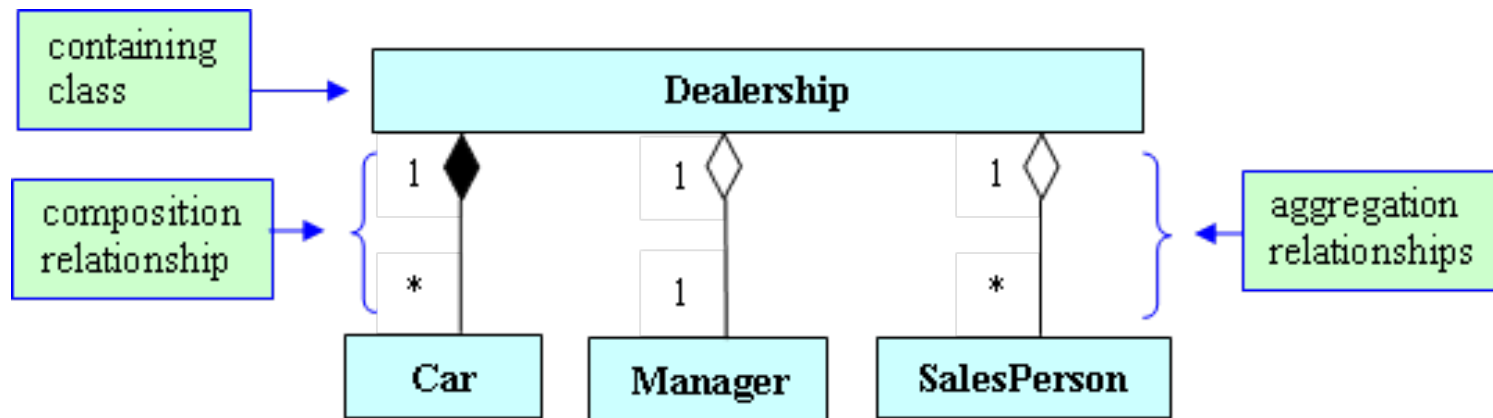 containing
class
Dealership
1
1
1
composition
relationship
aggregation
relationships
*
1
*
Car
Manager
SalesPerson